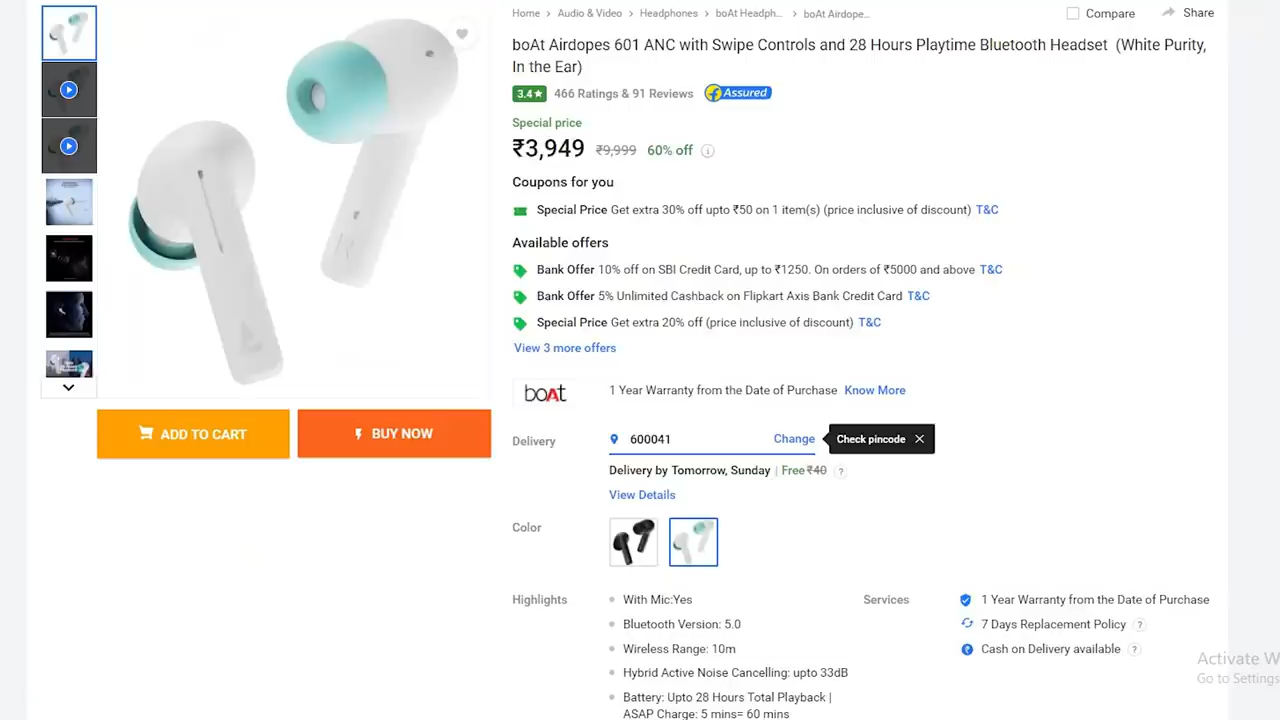 Home > Audio & Video > Headphones > boAt Headph... > boAt Airdope...
Compare
Share
boAt Airdopes 601 ANC with Swipe Controls and 28 Hours Playtime Bluetooth Headset (White Purity,
In the Ear)
3.4★ 466 Ratings & 91 Reviews Assured
Special price
₹3,949 ₹9,999 60% off
Coupons for you
Special Price Get extra 30% off upto ₹50 on 1 item(s) (price inclusive of discount) T&C
Available offers
Bank Offer 10% off on SBI Credit Card, up to ₹1250. On orders of ₹5000 and above T&C
Bank Offer 5% Unlimited Cashback on Flipkart Axis Bank Credit Card T&C
Special Price Get extra 20% off (price inclusive of discount) T&C
View 3 more offers
boAt 1 Year Warranty from the Date of Purchase Know More
ADD TO CART
BUY NOW
Delivery 600041 Change Check pincode ✕
Delivery by Tomorrow, Sunday | Free ₹40 ?
View Details
Color
Highlights
With Mic:Yes
Bluetooth Version: 5.0
Wireless Range: 10m
Hybrid Active Noise Cancelling: upto 33dB
Battery: Upto 28 Hours Total Playback |
ASAP Charge: 5 mins= 60 mins
Services
1 Year Warranty from the Date of Purchase
7 Days Replacement Policy ?
Cash on Delivery available ?
Activate W
Go to Settings